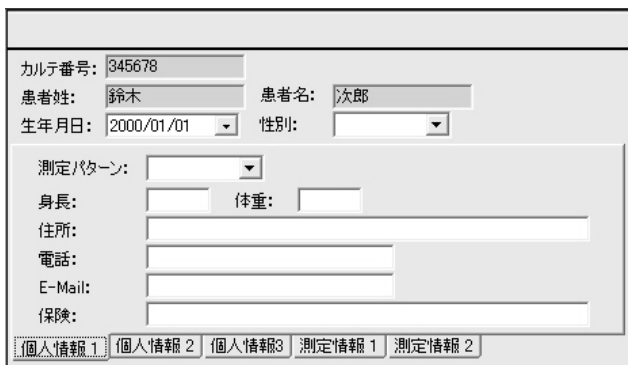 カルテ番号: 345678
患者姓: 鈴木 患者名: 次郎
生年月日: 2000/01/01 性別:
測定パターン:
身長: 体重:
住所:
電話:
E-Mail:
保険:
個人情報 1 個人情報 2 個人情報3 測定情報 1 測定情報 2